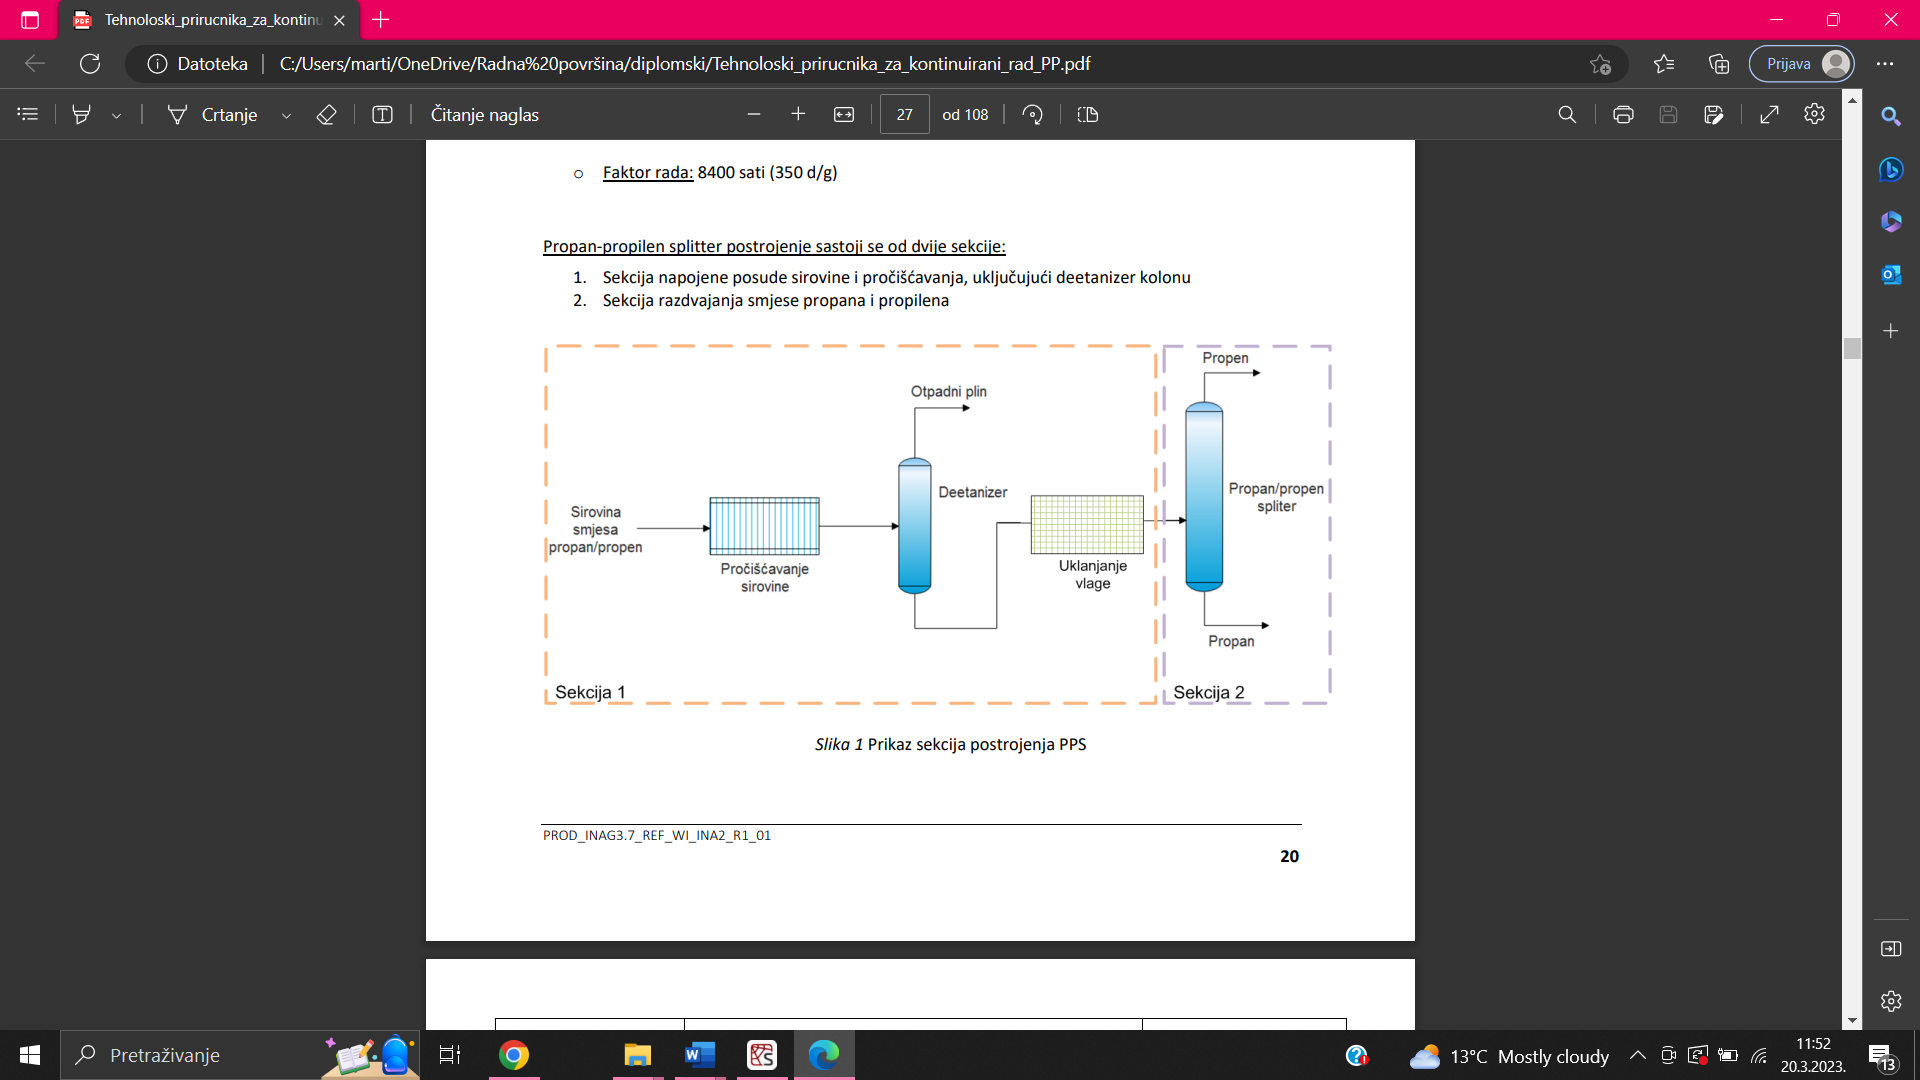 Tehnoloski_prirucnika_za_kontinu
Datoteka
C:/Users/marti/OneDrive/Radna%20površina/diplomski/Tehnoloski_prirucnika_za_kontinuirani_rad_PP.pdf
Prijava
Crtanje
Čitanje naglas
27
od 108
Faktor rada: 8400 sati (350 d/g)
Propan-propilen splitter postrojenje sastoji se od dvije sekcije:
1. Sekcija napojene posude sirovine i pročišćavanja, uključujući deetanizer kolonu
2. Sekcija razdvajanja smjese propana i propilena
Propen
Otpadni plin
Deetanizer
Propan/propen
spliter
Sirovina
smjesa
propan/propen
Pročišćavanje
sirovine
Uklanjanje
vlage
Propan
Sekcija 1
Sekcija 2
Slika 1 Prikaz sekcija postrojenja PPS
PROD_INAG3.7_REF_WI_INA2_R1_01
20
Pretraživanje
13°C Mostly cloudy
11:52
20.3.2023.
13